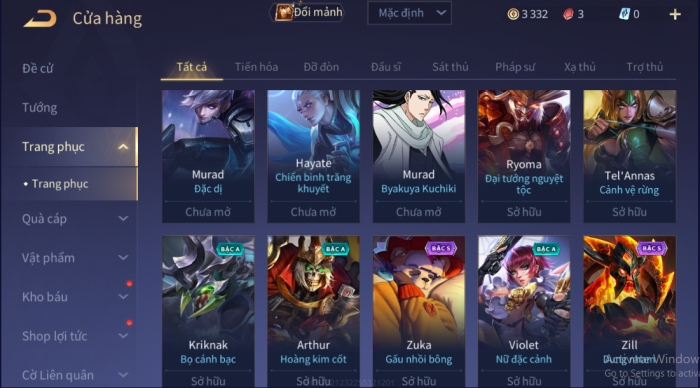 Cửa hàng
Đổi mảnh
Mặc định
3 332
3
0
Đề cử
Tướng
Trang phục
• Trang phục
Quà cáp
Vật phẩm
Kho báu
Shop lợi tức
Cờ Liên quân
Tất cả
Tiến hóa
Đỡ đòn
Đấu sĩ
Sát thủ
Pháp sư
Xạ thủ
Trợ thủ
Murad
Đặc dị
Chưa mở
Hayate
Chiến binh trăng
khuyết
Chưa mở
Murad
Byakuya Kuchiki
Chưa mở
Ryoma
Đại tướng nguyệt
tộc
Sở hữu
Tel'Annas
Cảnh vệ rừng
Sở hữu
BẬC A
Kriknak
Bọ cánh bạc
Sở hữu
BẬC A
Arthur
Hoàng kim cốt
Sở hữu
BẬC S
Zuka
Gấu nhồi bông
Sở hữu
BẬC A
Violet
Nữ đặc cảnh
Sở hữu
BẬC S
Zill
Sở hữu
Activate Window
Go to Settings to activ